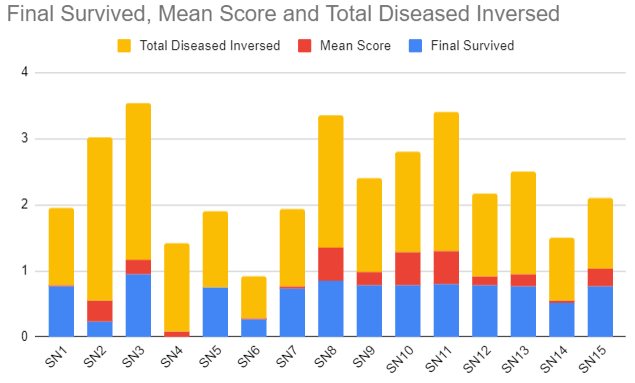 Final Survived, Mean Score and Total Diseased Inversed
Total Diseased Inversed Mean Score Final Survived
4
3
2
1
0
SN1 SN2 SN3 SN4 SN5 SN6 SN7 SN8 SN9 SN10 SN11 SN12 SN13 SN14 SN15